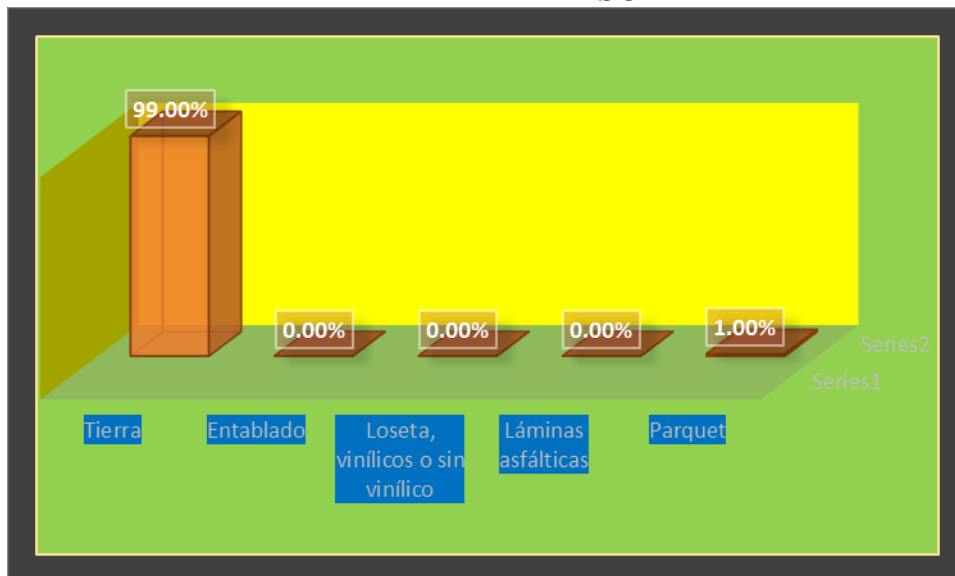 99.00%
0.00%
0.00%
0.00%
1.00%
Series2
Series1
Tierra
Entablado
Loseta,
vinílicos o sin
vinílico
Láminas
asfálticas
Parquet